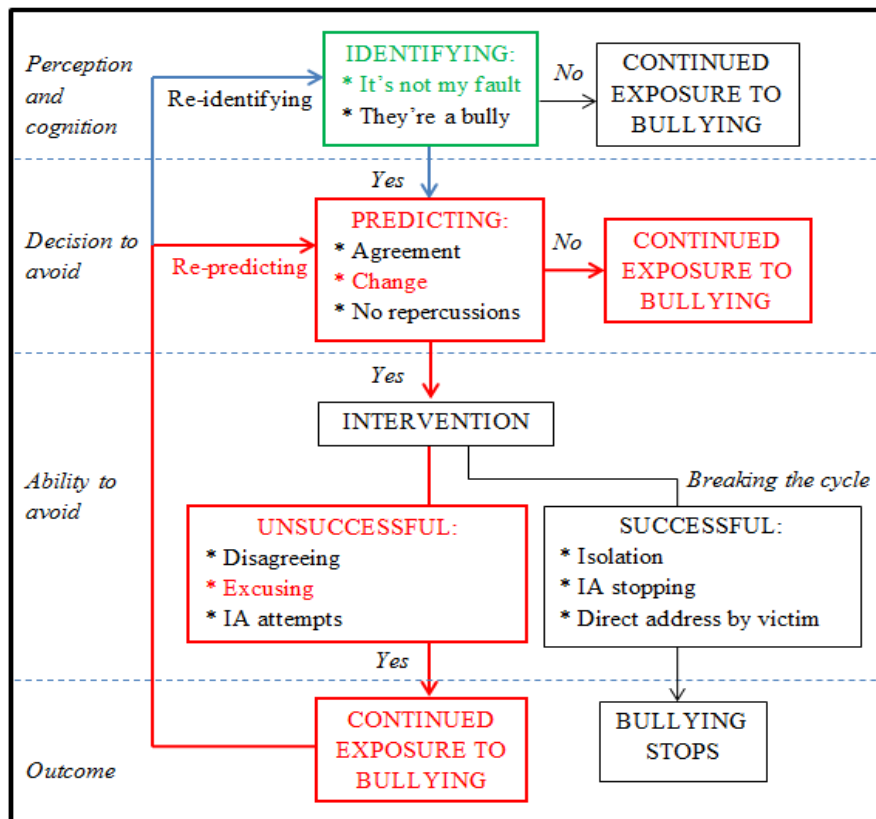 Perception
and
cognition
Re-identifying
IDENTIFYING:
* It's not my fault
* They're a bully
No
CONTINUED
EXPOSURE TO
BULLYING
Yes
Decision to
avoid
Re-predicting
PREDICTING:
* Agreement
* Change
* No repercussions
No
CONTINUED
EXPOSURE TO
BULLYING
Yes
INTERVENTION
Ability to
avoid
Breaking the cycle
UNSUCCESSFUL:
* Disagreeing
* Excusing
* IA attempts
SUCCESSFUL:
* Isolation
* IA stopping
* Direct address by victim
Yes
Outcome
CONTINUED
EXPOSURE TO
BULLYING
BULLYING
STOPS